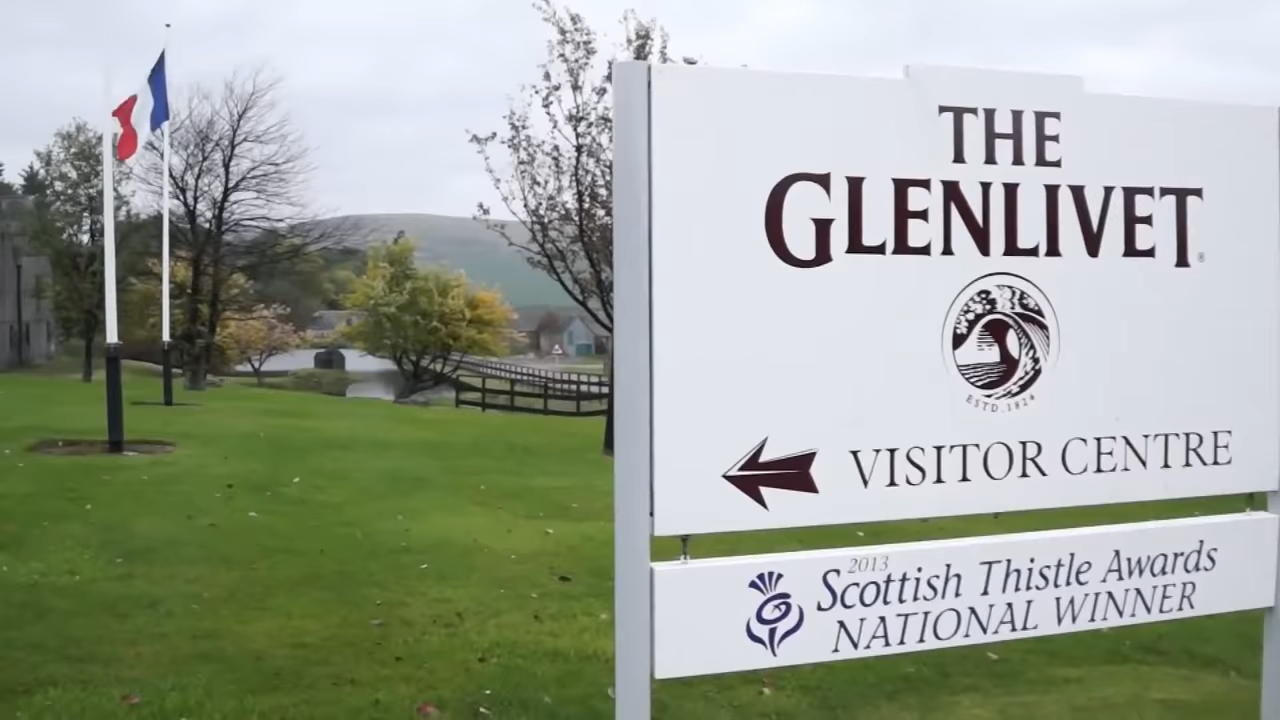 THE
GLENLIVET®
ESTD. 1824
VISITOR CENTRE
2013
Scottish Thistle Awards
NATIONAL WINNER